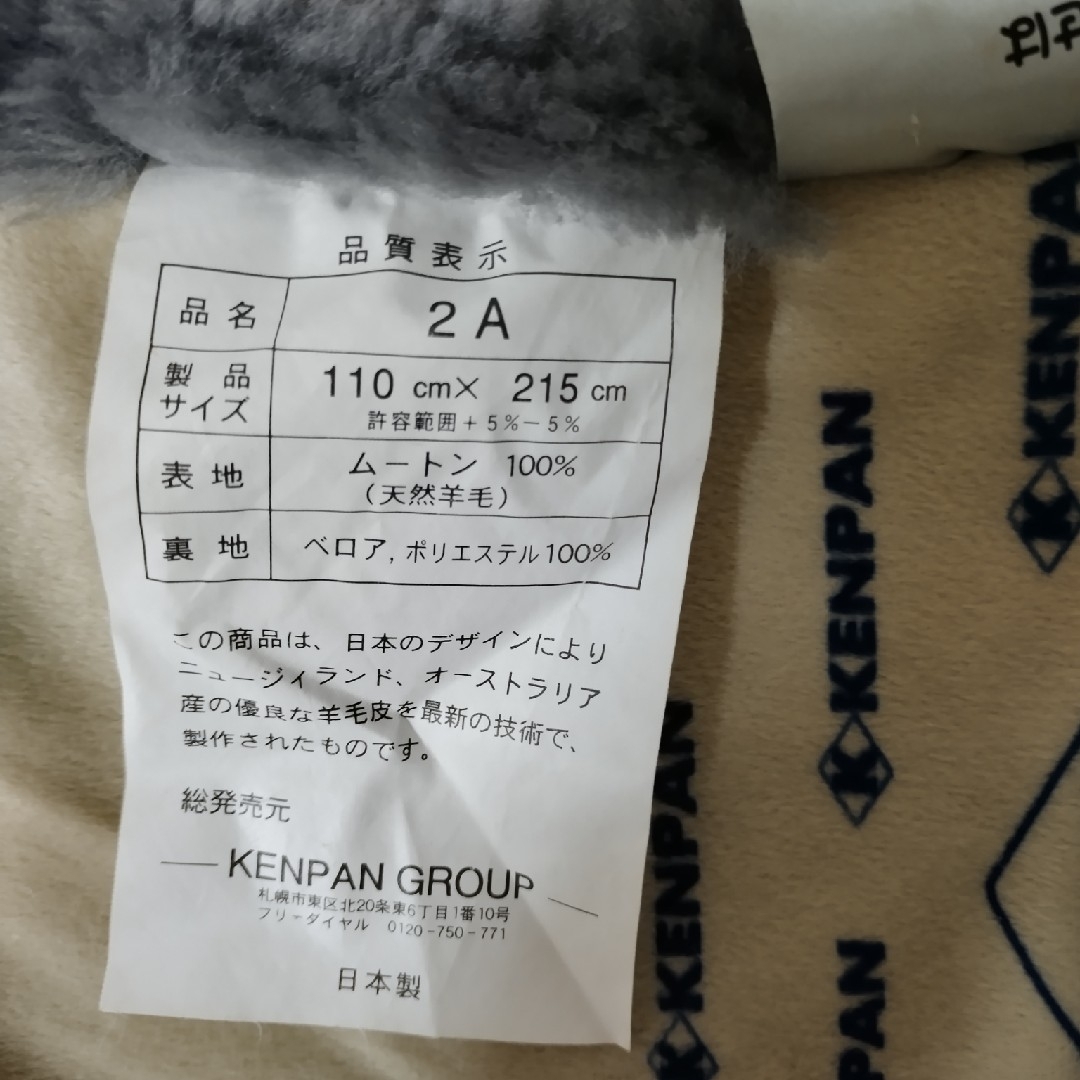 品質表示
品名 2A
製品サイズ 110 cm× 215 cm
許容範囲+5%−5%
表地 ムートン 100%
(天然羊毛)
裏地 ベロア,ポリエステル100%
この商品は、日本のデザインにより
ニュージィランド、オーストラリア
産の優良な羊毛皮を最新の技術で、
製作されたものです。
総発売元
KENPAN GROUP
札幌市東区北20条東6丁目1番10号
フリーダイヤル 0120-750-771
日本製
KENPAN
KENPAN
KENPAN
PAN